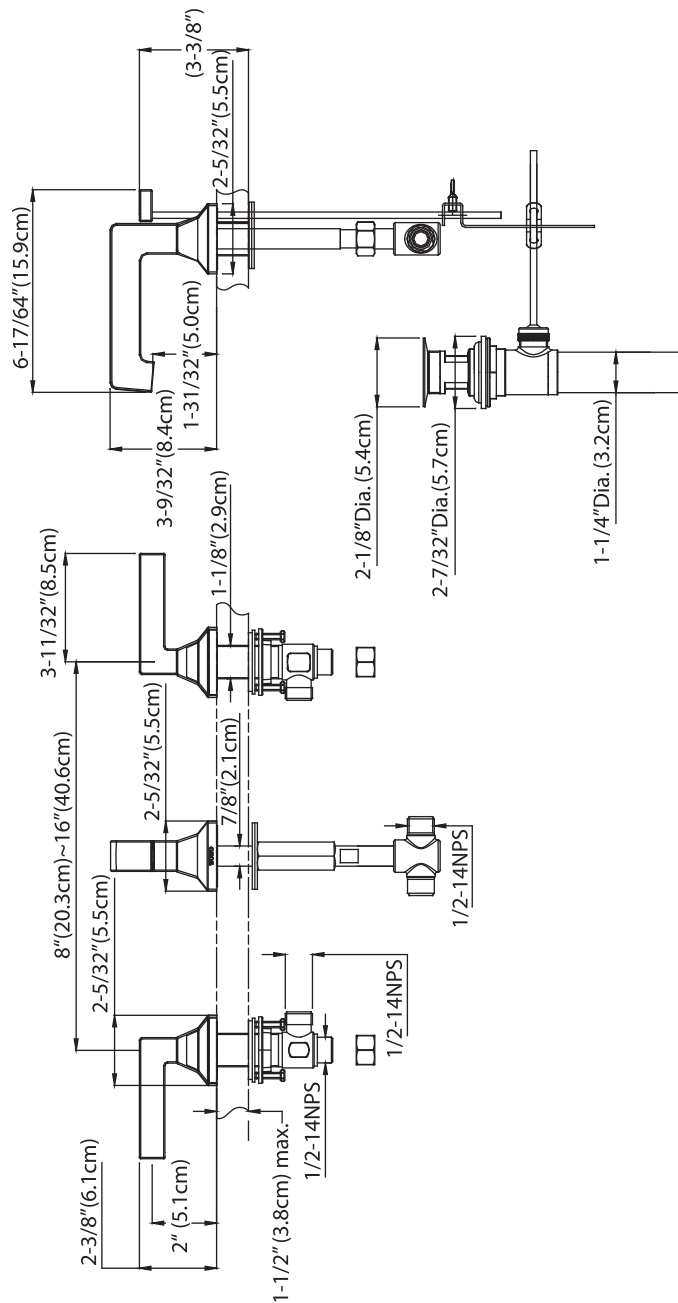 6-17/64"(15.9cm)
(3-3/8")
2-5/32"(5.5cm)
1-31/32"(5.0cm)
3-9/32"(8.4cm)
2-1/8"Dia.(5.4cm)
2-7/32"Dia.(5.7cm)
1-1/4"Dia.(3.2cm)
3-11/32"(8.5cm)
1-1/8"(2.9cm)
8"(20.3cm)~16"(40.6cm)
2-5/32"(5.5cm)
7/8"(2.1cm)
1/2-14NPS
2-5/32"(5.5cm)
1/2-14NPS
1/2-14NPS
2-3/8"(6.1cm)
2" (5.1cm)
1-1/2" (3.8cm) max.